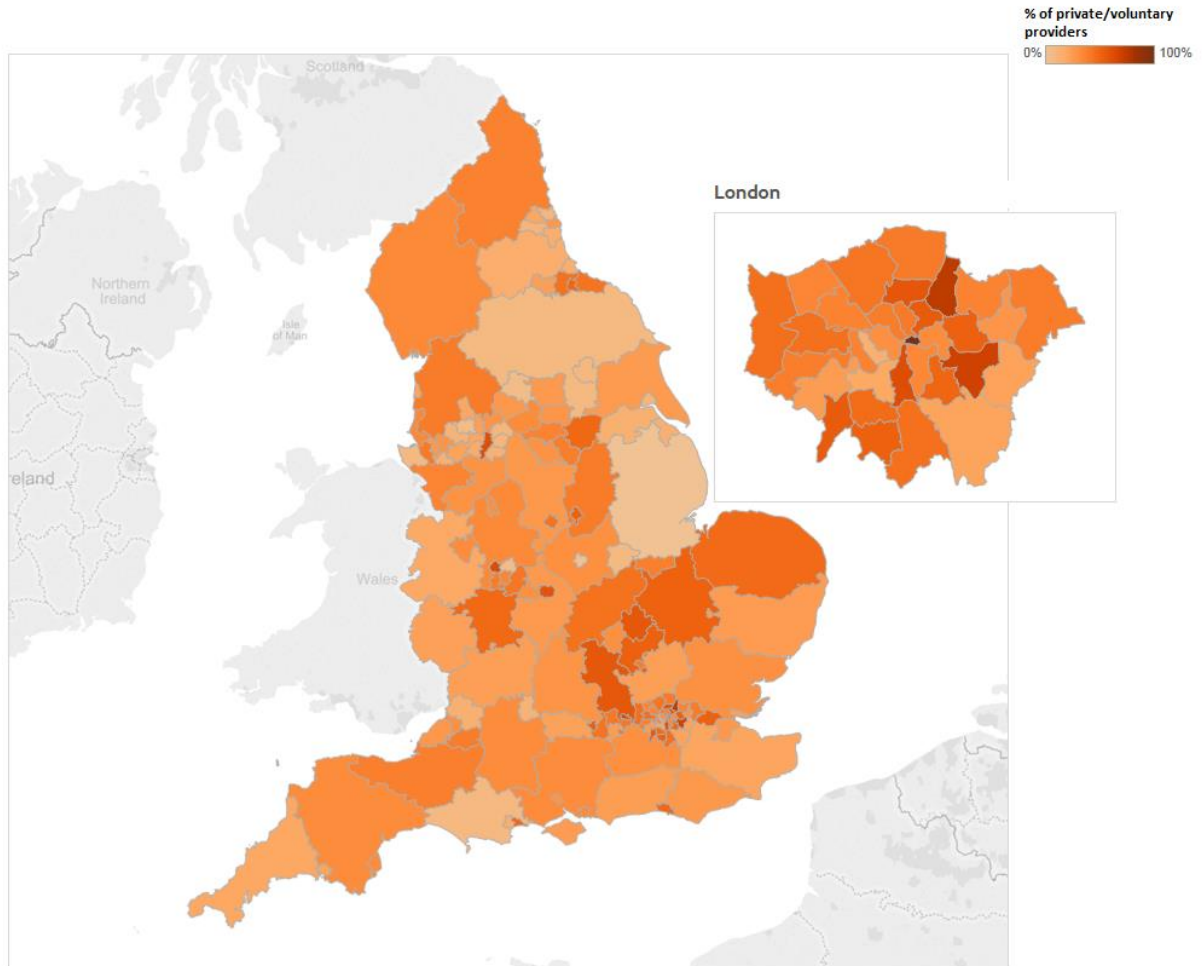 % of private/voluntary
providers
0% 100%
Scotland
London
Northern
Ireland
Isle
of Man
reland
Wales